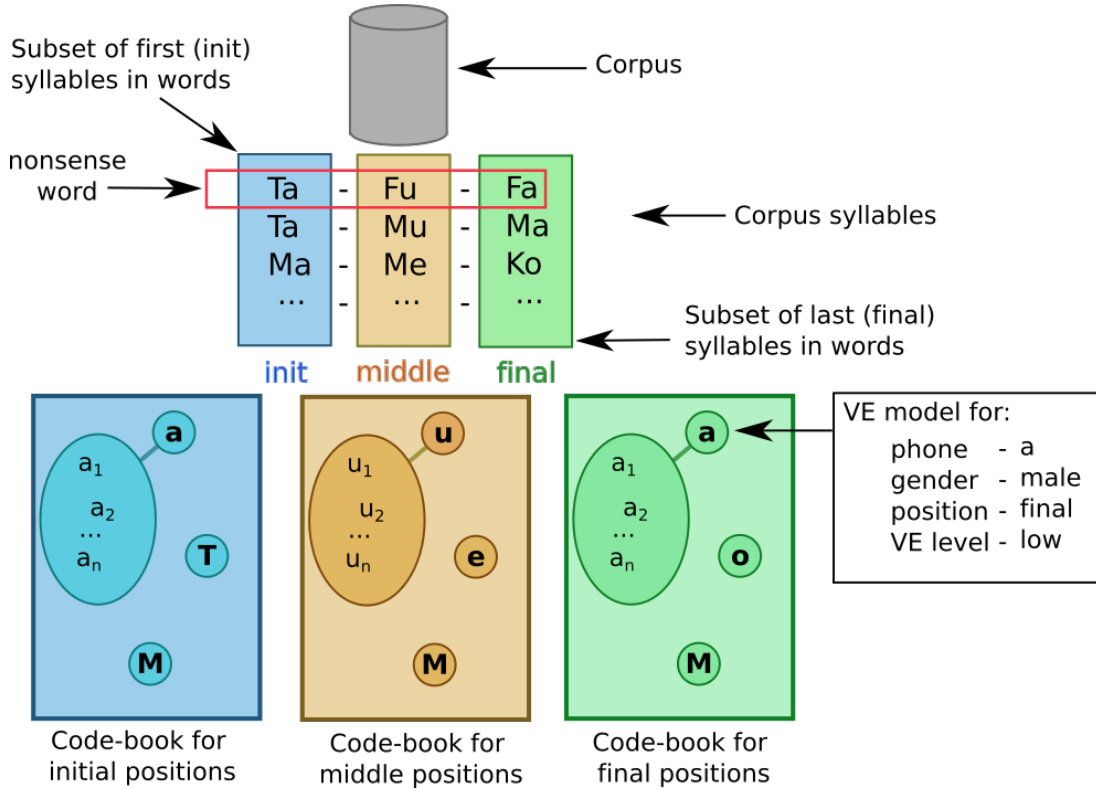 Subset of first (init)
syllables in words
Corpus
nonsense
word
Ta - Fu - Fa
Ta - Mu - Ma
Ma - Me - Ko
... - ... - ...
Corpus syllables
Subset of last (final)
syllables in words
init middle final
a
a1
a2
...
an
T
M
Code-book for
initial positions
u
u1
u2
...
un
e
M
Code-book for
middle positions
a
a1
a2
...
an
o
M
Code-book for
final positions
VE model for:
phone - a
gender - male
position - final
VE level - low